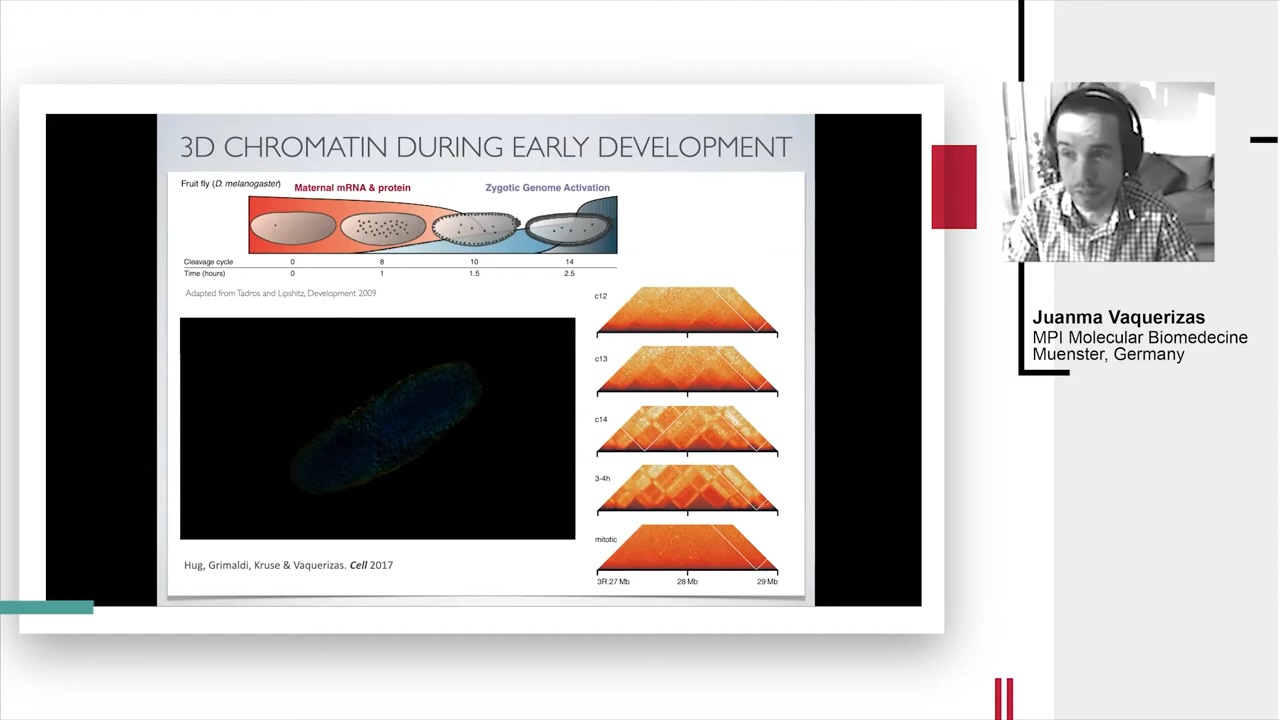 3D CHROMATIN DURING EARLY DEVELOPMENT
Fruit fly (D. melanogaster)
Maternal mRNA & protein
Zygotic Genome Activation
Cleavage cycle 0 8 10 14
Time (hours) 0 1 1.5 2.5
Adapted from Tadros and Lipshitz, Development 2009
c12
c13
c14
3-4h
mitotic
3R:27 Mb 28 Mb 29 Mb
Hug, Grimaldi, Kruse & Vaquerizas. Cell 2017
Juanma Vaquerizas
MPI Molecular Biomedecine
Muenster, Germany